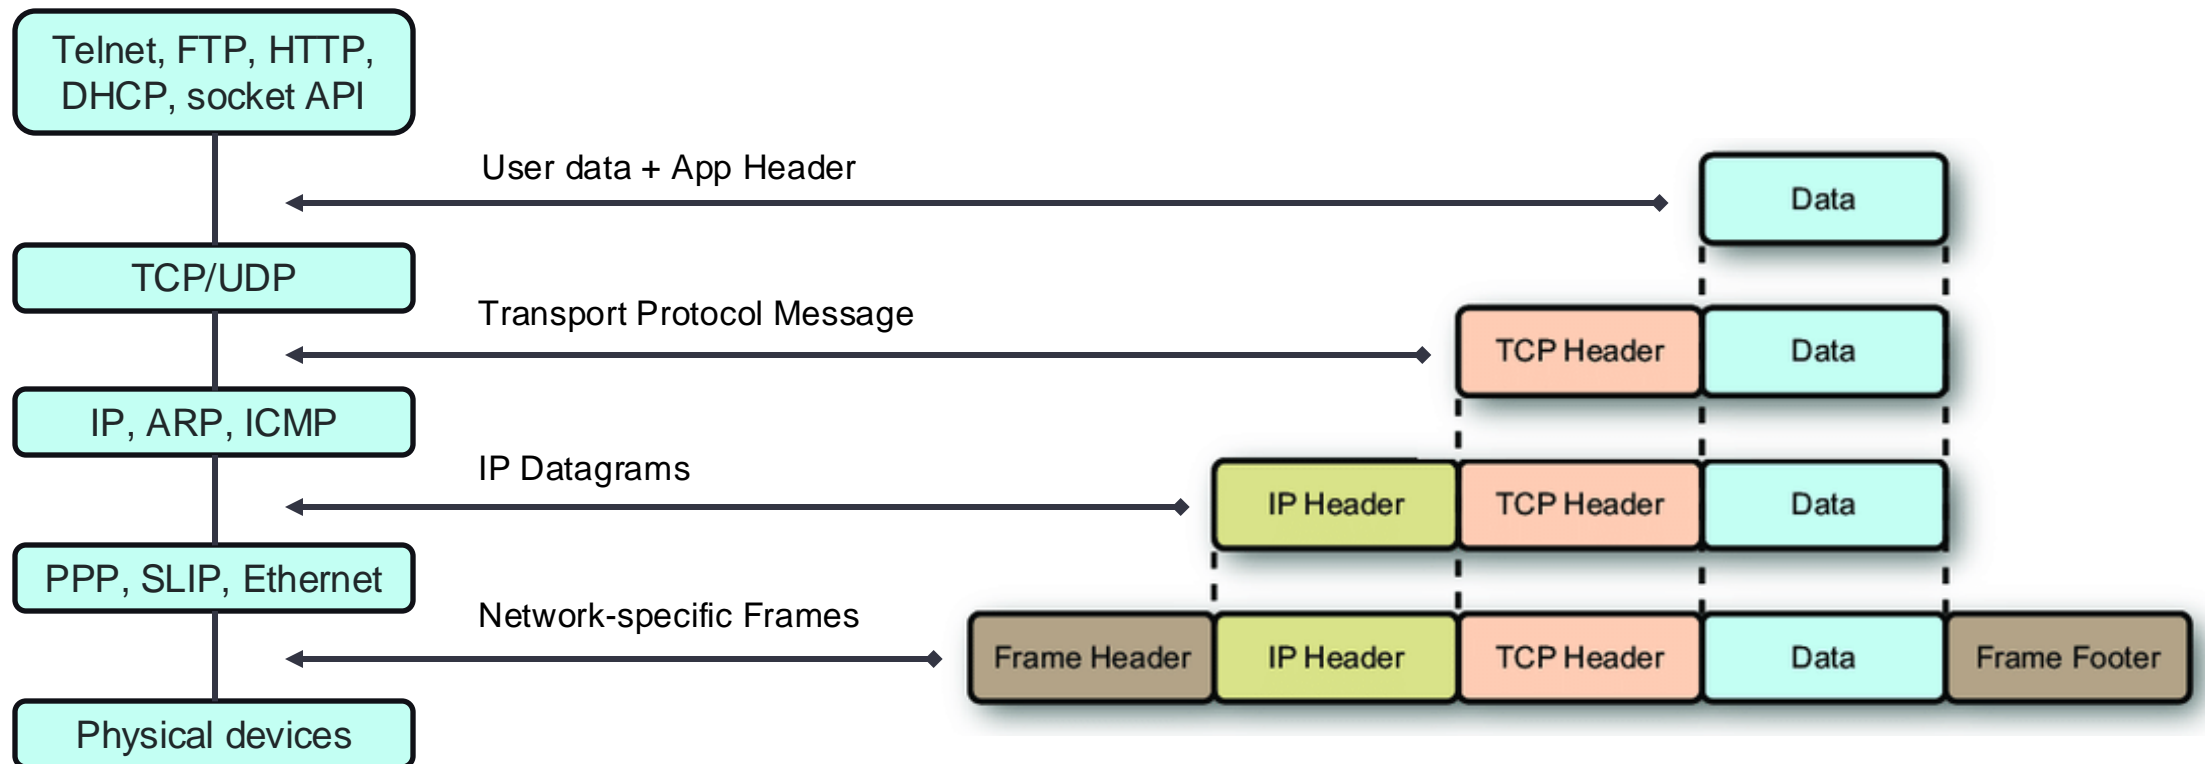 Telnet, FTP, HTTP,
DHCP, socket API
User data + App Header
Data
TCP/UDP
Transport Protocol Message
TCP Header
Data
IP, ARP, ICMP
IP Datagrams
IP Header
TCP Header
Data
PPP, SLIP, Ethernet
Network-specific Frames
Frame Header
IP Header
TCP Header
Data
Frame Footer
Physical devices